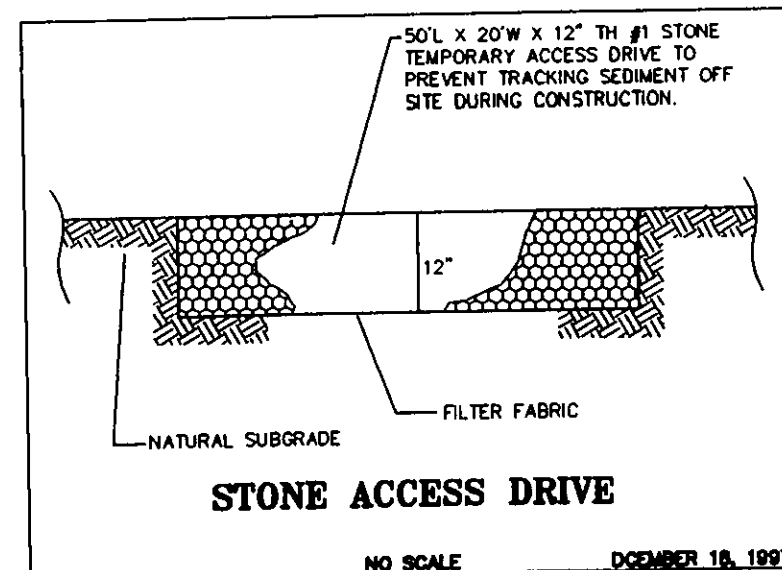 50'L X 20'W X 12" TH #1 STONE
TEMPORARY ACCESS DRIVE TO
PREVENT TRACKING SEDIMENT OFF
SITE DURING CONSTRUCTION.
12"
FILTER FABRIC
NATURAL SUBGRADE
STONE ACCESS DRIVE
NO SCALE DCEMBER 18, 199